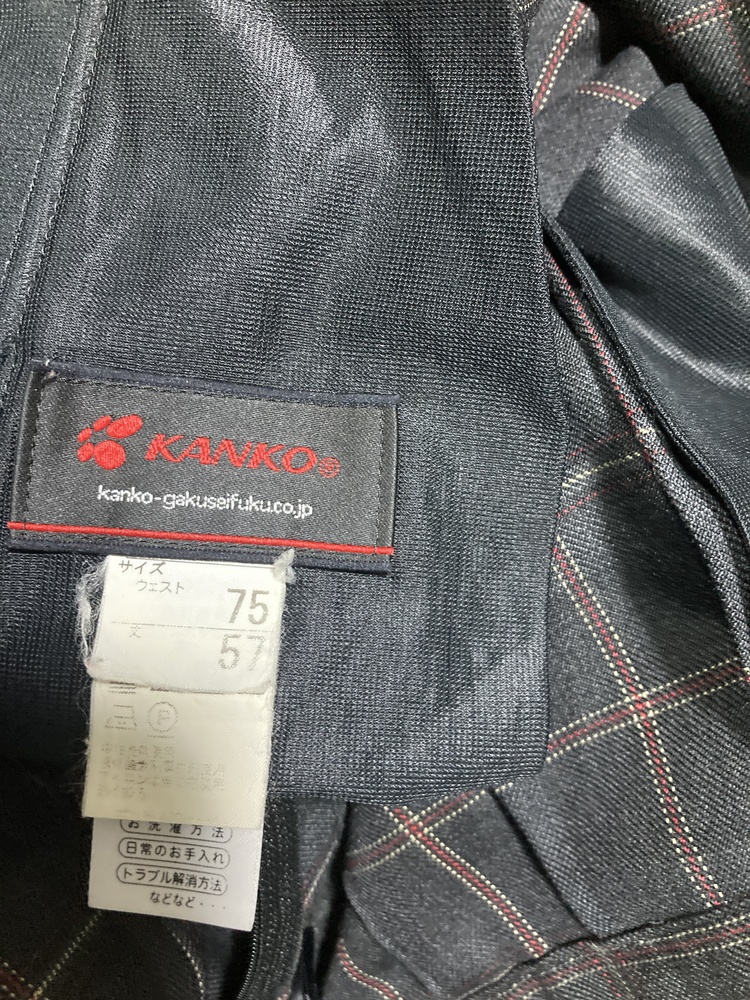 KANKO
kanko-gakuseifuku.co.jp
サイズ
ウェスト
75
丈
57
P
お洗濯方法
日常のお手入れ
トラブル解消方法
などなど...